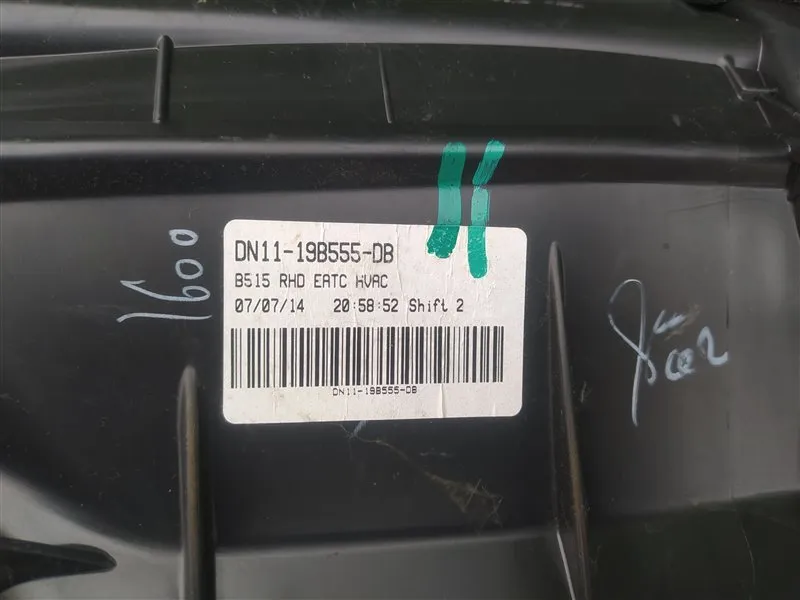 DN11-19B555-DB
B515 RHD EATC HVAC
07/07/14 20:58:52 Shift 2
DN11-19B555-DB
1600